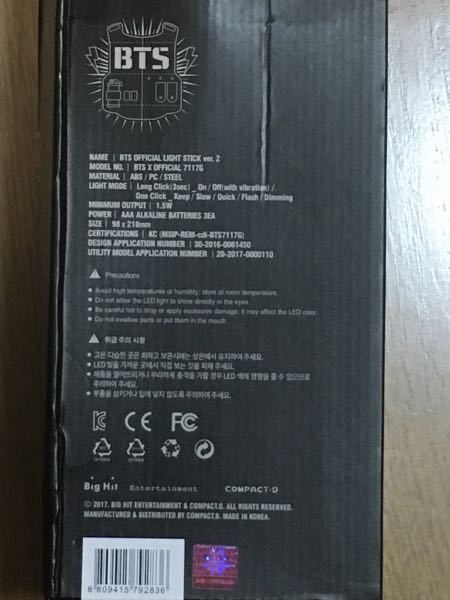 BTS
NAME | BTS OFFICIAL LIGHT STICK ver. 2
MODEL NO. | BTS X OFFICIAL 7117G
MATERIAL | ABS / PC / STEEL
LIGHT MODE | Long Click(3sec) _ On / Off(with vibration) /
One Click _ Keep / Slow / Quick / Flash / Dimming
MINIMUM OUTPUT | 1.5W
POWER | AAA ALKALINE BATTERIES 3EA
SIZE | 98 x 218mm
CERTIFICATIONS | KC (MSIP-REM-cdi-BTS7117G)
DESIGN APPLICATION NUMBER | 30-2016-0061450
UTILITY MODEL APPLICATION NUMBER | 20-2017-0000110
Precautions
• Avoid high temperatures or humidity: store at room temperature.
• Do not allow the LED light to shine directly in the eyes.
• Be careful not to drop or apply excessive damage, it may affect the LED color.
• Do not swallow parts or put them in the mouth.
취급 주의 사항
• 고온 다습한 곳은 피하고 보관시에는 상온에서 유지하여 주세요.
• LED 빛을 가까운 곳에서 직접 보는 것을 피해 주세요.
• 제품을 떨어뜨리거나 무리하게 충격을 가할 경우 LED 색에 영향을 줄 수 있으므로
주의하여 주세요.
• 부품을 삼키거나 입에 넣지 않도록 주의하여 주세요.
CE FC
Big Hit Entertainment COMPACT·D
© 2017. BIG HIT ENTERTAINMENT & COMPACT.D. ALL RIGHTS RESERVED.
MANUFACTURED & DISTRIBUTED BY COMPACT.D. MADE IN KOREA.
8 809415 792836